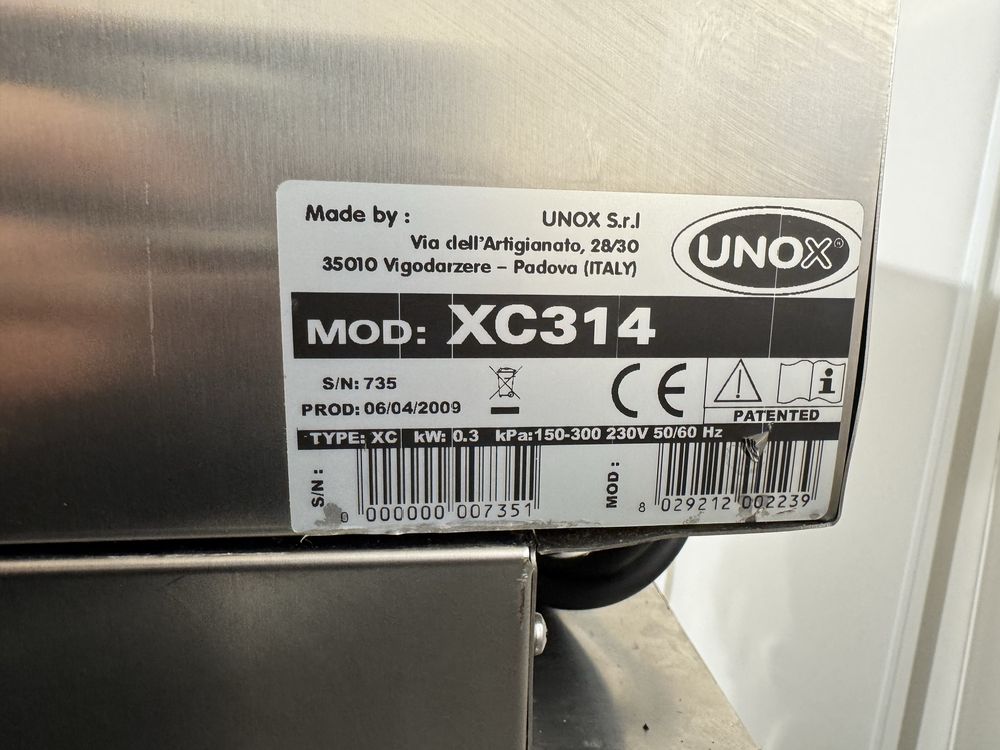 Made by :
UNOX S.r.l
Via dell'Artigianato, 28/30
35010 Vigodarzere – Padova (ITALY)
UNOX®
MOD: XC314
S/N: 735
PROD: 06/04/2009
CE
PATENTED
TYPE: XC kW: 0.3 kPa:150-300 230V 50/60 Hz
S/N :
0 000000 007351
MOD :
8 029212 002239